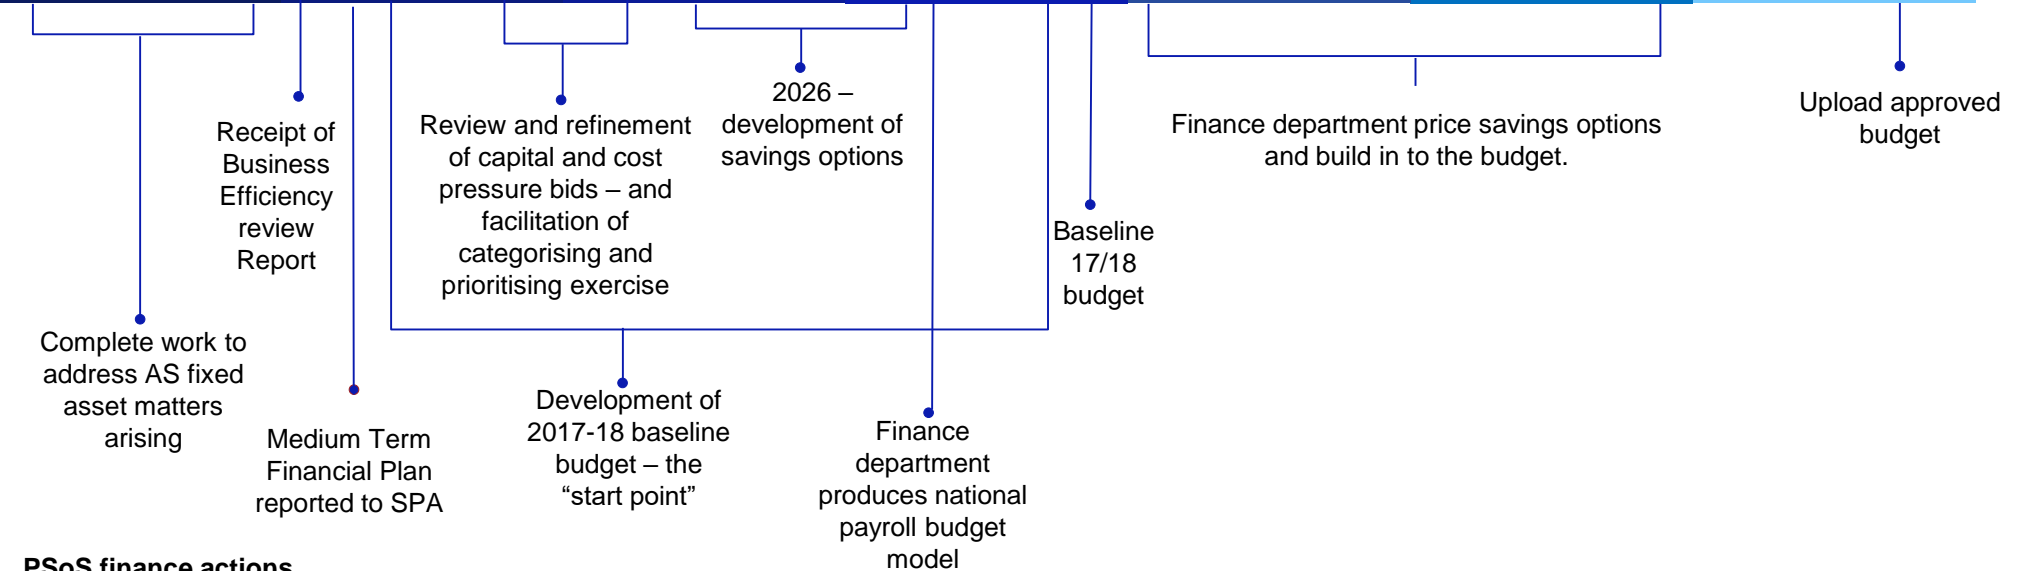 Complete work to
address AS fixed
asset matters
arising
Receipt of
Business
Efficiency
review
Report
Medium Term
Financial Plan
reported to SPA
Review and refinement
of capital and cost
pressure bids – and
facilitation of
categorising and
prioritising exercise
Development of
2017-18 baseline
budget – the
“start point”
2026 –
development of
savings options
Finance
department
produces national
payroll budget
model
Baseline
17/18
budget
Finance department price savings options
and build in to the budget.
Upload approved
budget
PSoS finance actions